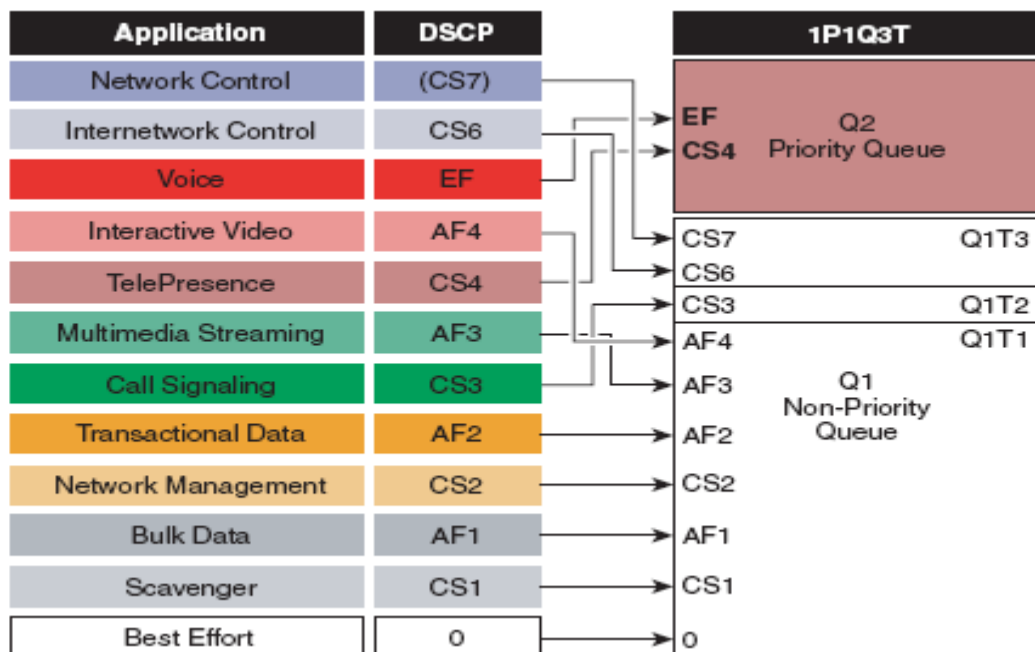 Application DSCP 1P1Q3T
Network Control (CS7)
Internetwork Control CS6
Voice EF
Interactive Video AF4
TelePresence CS4
Multimedia Streaming AF3
Call Signaling CS3
Transactional Data AF2
Network Management CS2
Bulk Data AF1
Scavenger CS1
Best Effort 0
EF
CS4
Q2
Priority Queue
CS7 Q1T3
CS6
CS3 Q1T2
AF4 Q1T1
AF3
Q1
Non-Priority
Queue
AF2
CS2
AF1
CS1
0